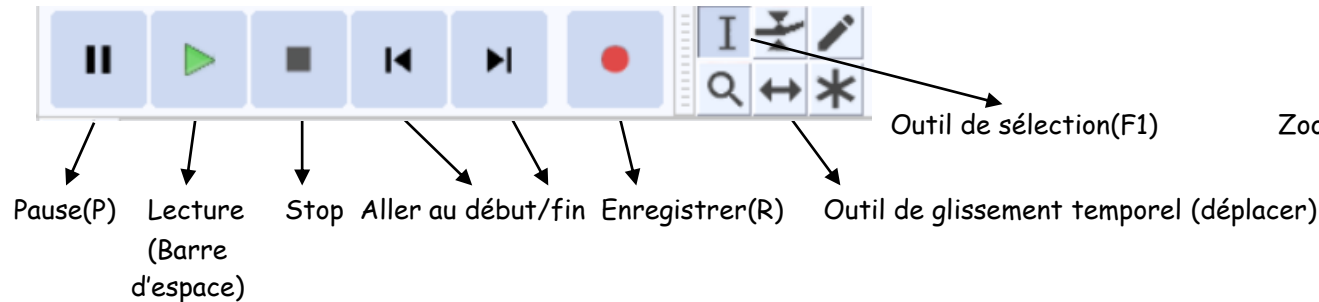 Outil de sélection(F1) Zoo
Pause(P) Lecture Stop Aller au début/fin Enregistrer(R) Outil de glissement temporel (déplacer)
(Barre
d'espace)